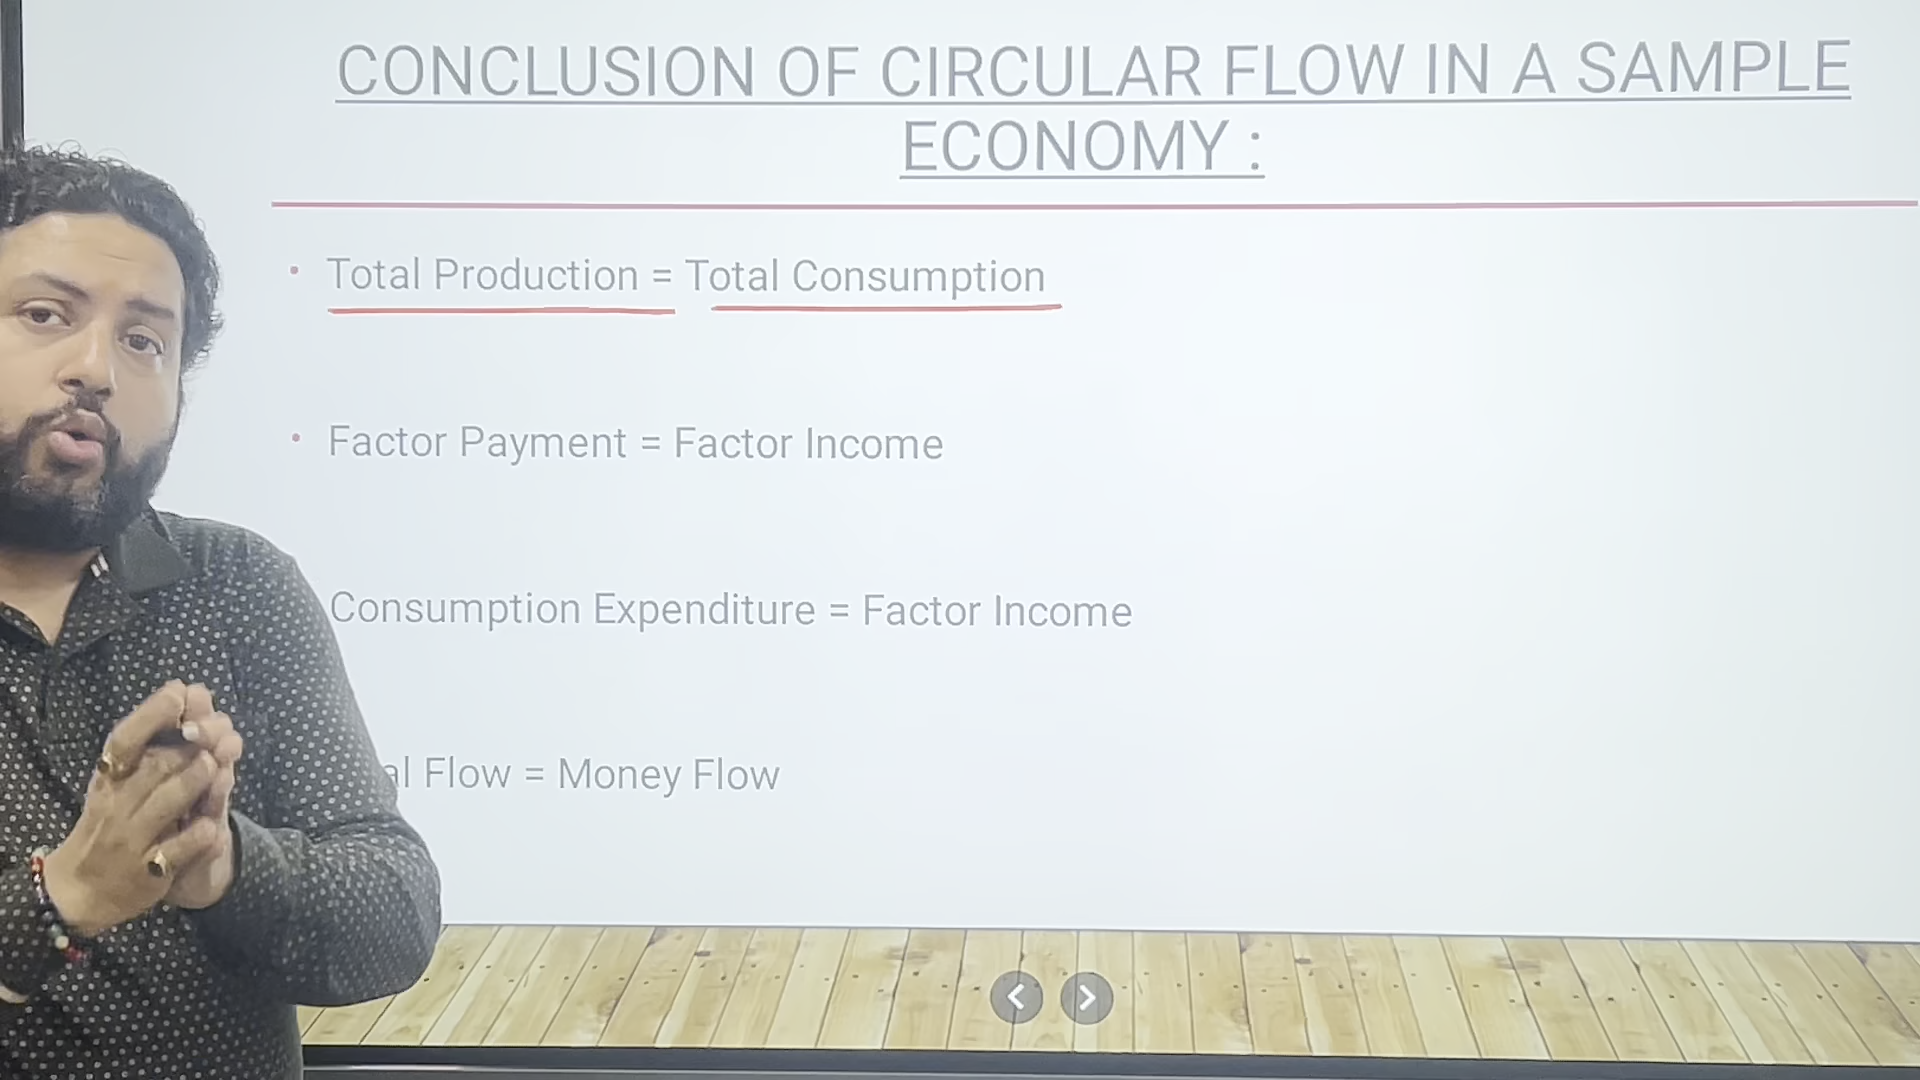 CONCLUSION OF CIRCULAR FLOW IN A SAMPLE
ECONOMY :
• Total Production = Total Consumption
• Factor Payment = Factor Income
Consumption Expenditure = Factor Income
Flow = Money Flow